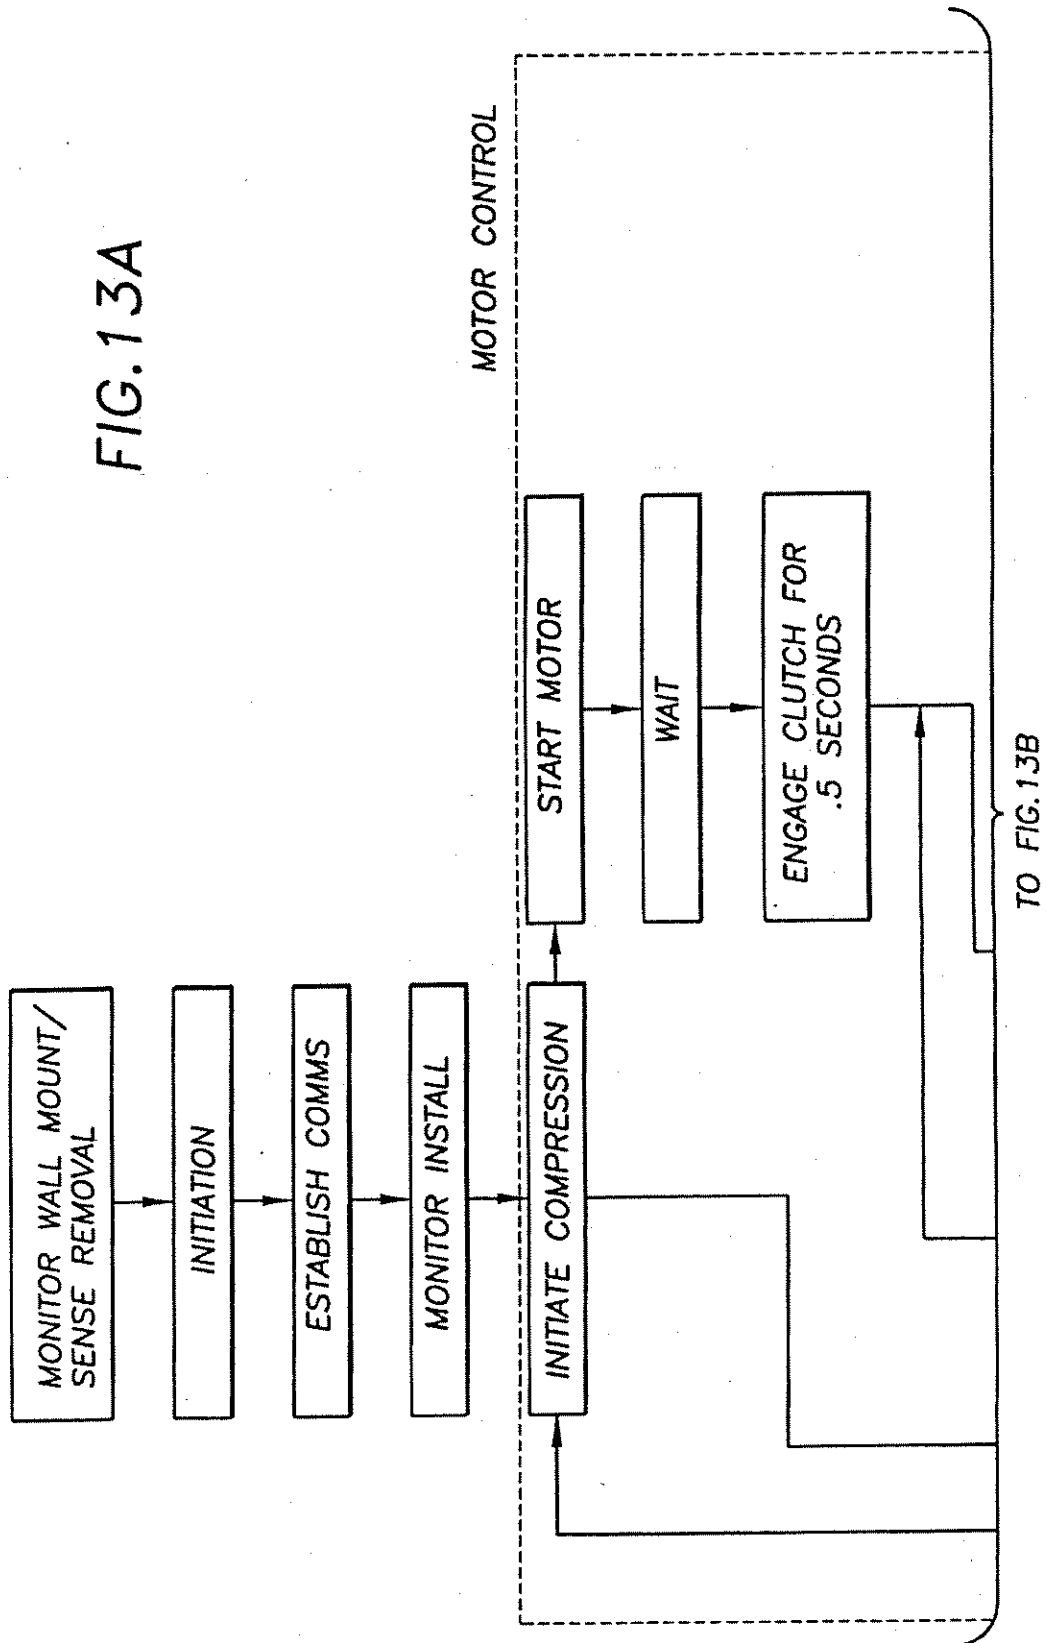 FIG.13A
MONITOR WALL MOUNT/
SENSE REMOVAL
INITIATION
ESTABLISH COMMS
MONITOR INSTALL
MOTOR CONTROL
INITIATE COMPRESSION
START MOTOR
WAIT
ENGAGE CLUTCH FOR
.5 SECONDS
TO FIG.13B